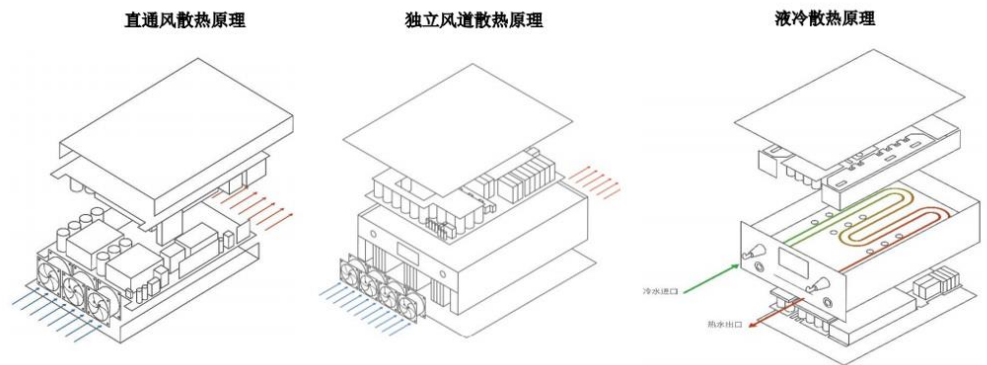 直通风散热原理
独立风道散热原理
液冷散热原理
冷水进口
热水出口